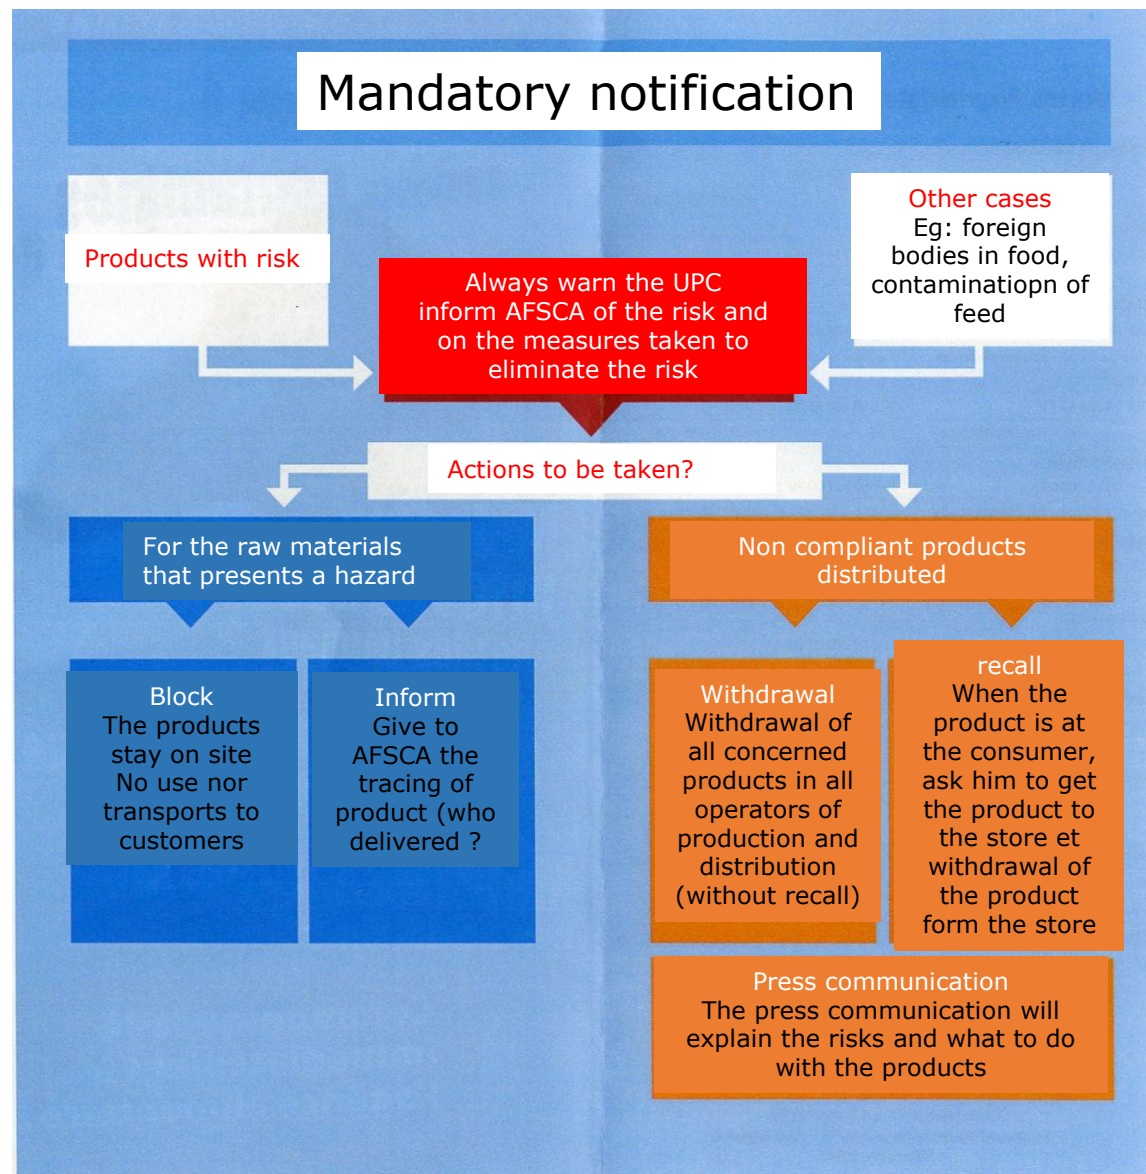 Mandatory notification
Products with risk
Other cases
Eg: foreign
bodies in food,
contaminatiopn of
feed
Always warn the UPC
inform AFSCA of the risk and
on the measures taken to
eliminate the risk
Actions to be taken?
For the raw materials
that presents a hazard
Block
The products
stay on site
No use nor
transports to
customers
Inform
Give to
AFSCA the
tracing of
product (who
delivered ?
Non compliant products
distributed
Withdrawal
Withdrawal of
all concerned
products in all
operators of
production and
distribution
(without recall)
recall
When the
product is at
the consumer,
ask him to get
the product to
the store et
withdrawal of
the product
form the store
Press communication
The press communication will
explain the risks and what to do
with the products